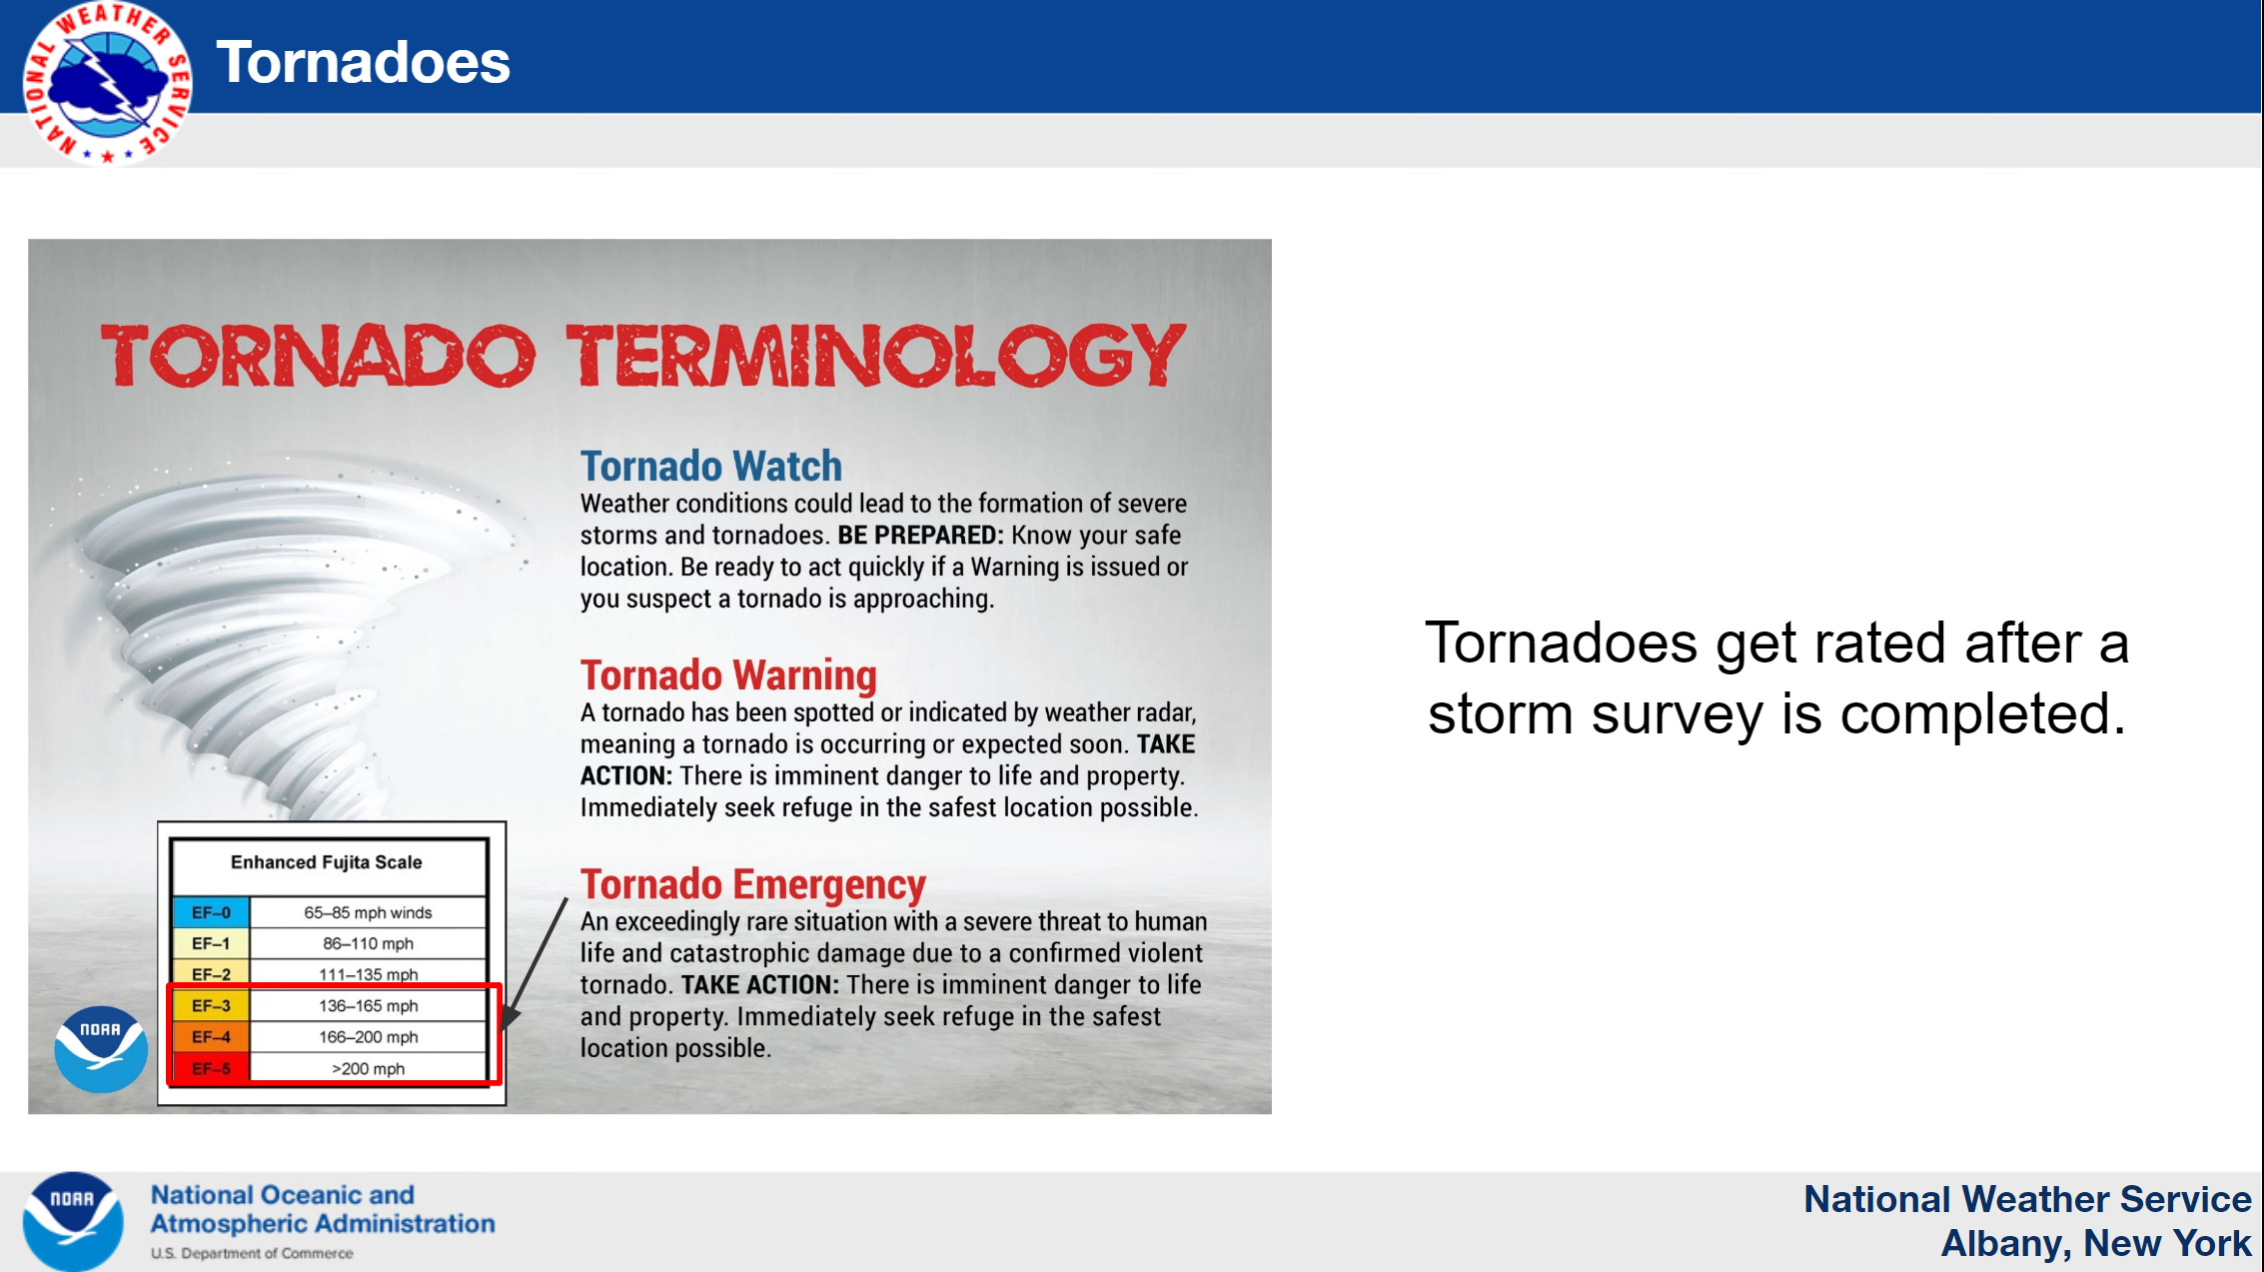 NATIONAL WEATHER SERVICE
Tornadoes
TORNADO TERMINOLOGY
Tornado Watch
Weather conditions could lead to the formation of severe
storms and tornadoes. BE PREPARED: Know your safe
location. Be ready to act quickly if a Warning is issued or
you suspect a tornado is approaching.
Tornado Warning
A tornado has been spotted or indicated by weather radar,
meaning a tornado is occurring or expected soon. TAKE
ACTION: There is imminent danger to life and property.
Immediately seek refuge in the safest location possible.
Tornado Emergency
An exceedingly rare situation with a severe threat to human
life and catastrophic damage due to a confirmed violent
tornado. TAKE ACTION: There is imminent danger to life
and property. Immediately seek refuge in the safest
location possible.
Enhanced Fujita Scale
EF–0 65–85 mph winds
EF–1 86–110 mph
EF–2 111–135 mph
EF–3 136–165 mph
EF–4 166–200 mph
EF–5 >200 mph
NOAA
Tornadoes get rated after a
storm survey is completed.
NOAA
National Oceanic and
Atmospheric Administration
U.S. Department of Commerce
National Weather Service
Albany, New York